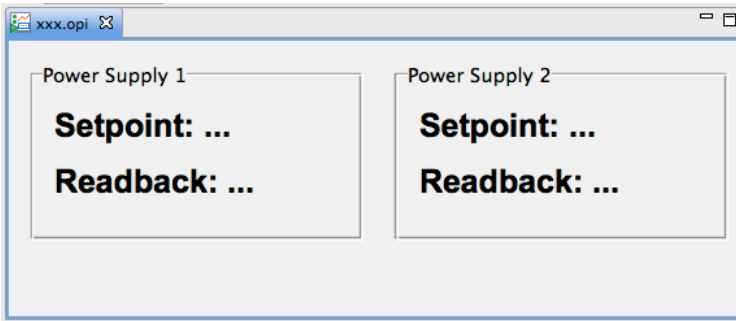 xxx.opi
Power Supply 1
Setpoint: ...
Readback: ...
Power Supply 2
Setpoint: ...
Readback: ...